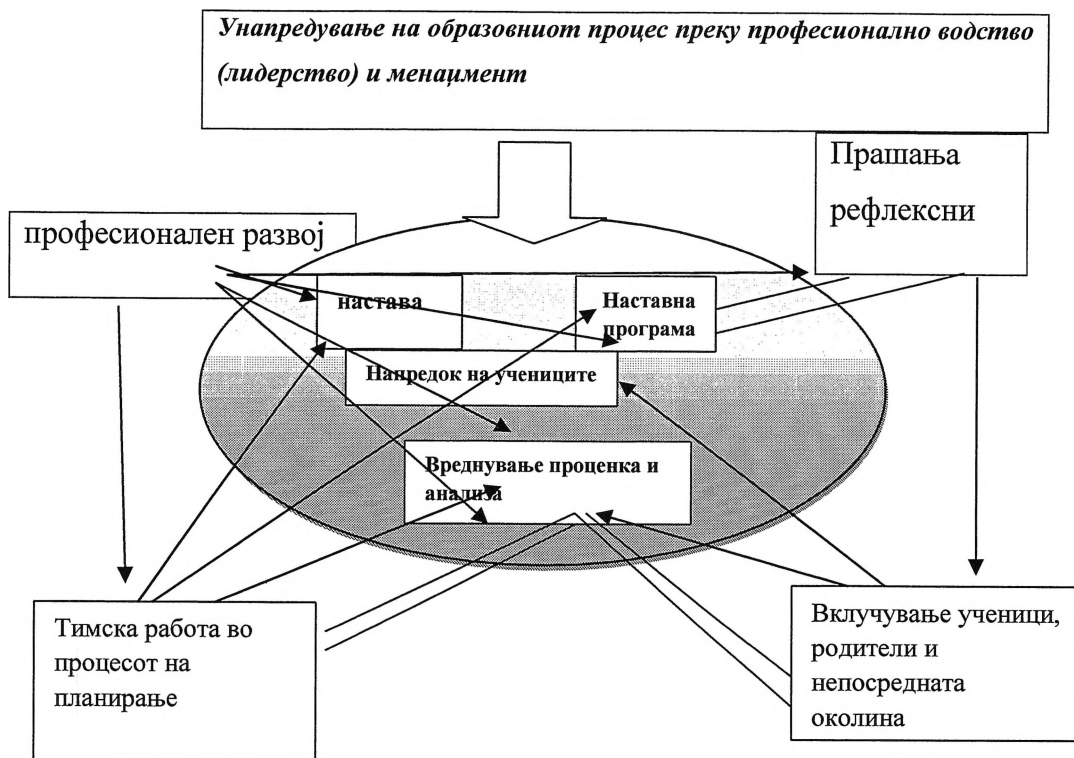 Унапредување на образовниот процес преку професионално водство
(лидерство) и менаџмент
Прашања
рефлексни
професионален развој
настава
Наставна
програма
Напредок на учениците
Вреднување проценка и
анализа
Тимска работа во
процесот на
планирање
Вклучување ученици,
родители и
непосредната
околина